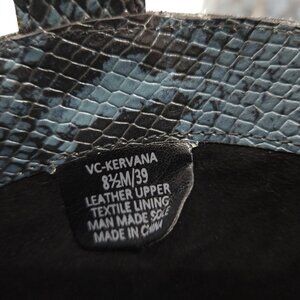 VC-KERVANA
8½M/39
LEATHER UPPER
TEXTILE LINING
MAN MADE SOLE
MADE IN CHINA